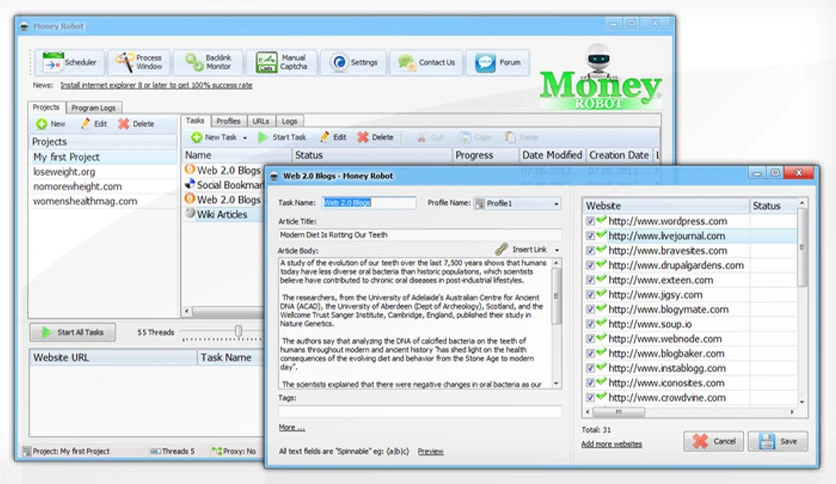 Money Robot
Scheduler
Process Window
Backlink Monitor
Manual Captcha
Settings
Contact Us
Forum
News: Install internet explorer 8 or later to get 100% success rate
Money
ROBOT
Projects Program Logs
New Edit Delete
Projects
My first Project
loseweight.org
nomorewheight.com
womenshealthmag.com
Tasks Profiles URLs Logs
New Task Start Task Edit Delete Cut Copy Paste
Name Status Progress Date Modified Creation Date L
Web 2.0 Blogs
Social Bookmar
Web 2.0 Blogs
Wiki Articles
Start All Tasks 55 Threads
Website URL Task Name
Project: My first Project Threads 5 Proxy: No
Web 2.0 Blogs - Money Robot
Task Name: Web 2.0 Blogs Profile Name: Profile1
Article Title:
Modern Diet Is Rotting Our Teeth
Article Body: Insert Link
A study of the evolution of our teeth over the last 7,500 years shows that humans
today have less diverse oral bacteria than historic populations, which scientists
believe have contributed to chronic oral diseases in post-industrial lifestyles.
The researchers, from the University of Adelaide's Australian Centre for Ancient
DNA (ACAD), the University of Aberdeen (Dept of Archeology), Scotland, and the
Wellcome Trust Sanger Institute, Cambridge, England, published their study in
Nature Genetics.
The authors say that analyzing the DNA of calcified bacteria on the teeth of
humans throughout modern and ancient history "has shed light on the health
consequences of the evolving diet and behavior from the Stone Age to modern
day".
The scientists explained that there were negative changes in oral bacteria as our
Tags:
More ...
All text fields are "Spinnable" eg: {a|b|c} Preview
Website Status
http://www.wordpress.com
http://www.livejournal.com
http://www.bravesites.com
http://www.drupalgardens.com
http://www.exteen.com
http://www.jigsy.com
http://www.blogymate.com
http://www.soup.io
http://www.webnode.com
http://www.blogbaker.com
http://www.instablogg.com
http://www.iconosites.com
http://www.crowdvine.com
Total: 31
Add more websites
Cancel Save